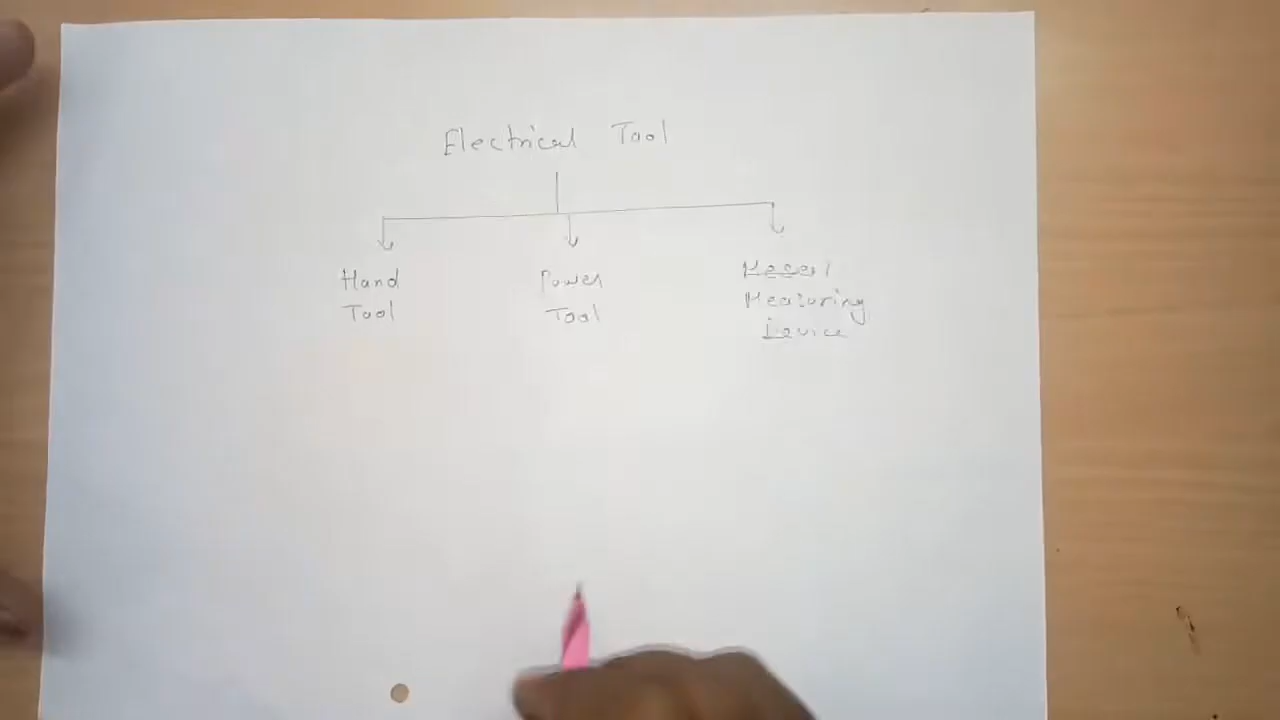 Electrical Tool
Hand
Tool
Power
Tool
Measuring
Device